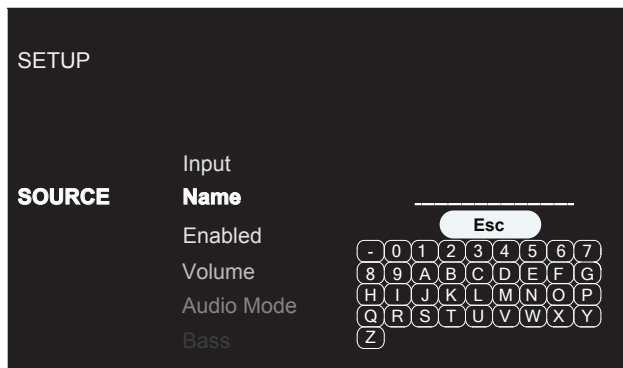 SETUP
Input
SOURCE Name _____________
Esc
Enabled
- 0 1 2 3 4 5 6 7
Volume
8 9 A B C D E F G
H I J K L M N O P
Audio Mode
Q R S T U V W X Y
Bass
Z